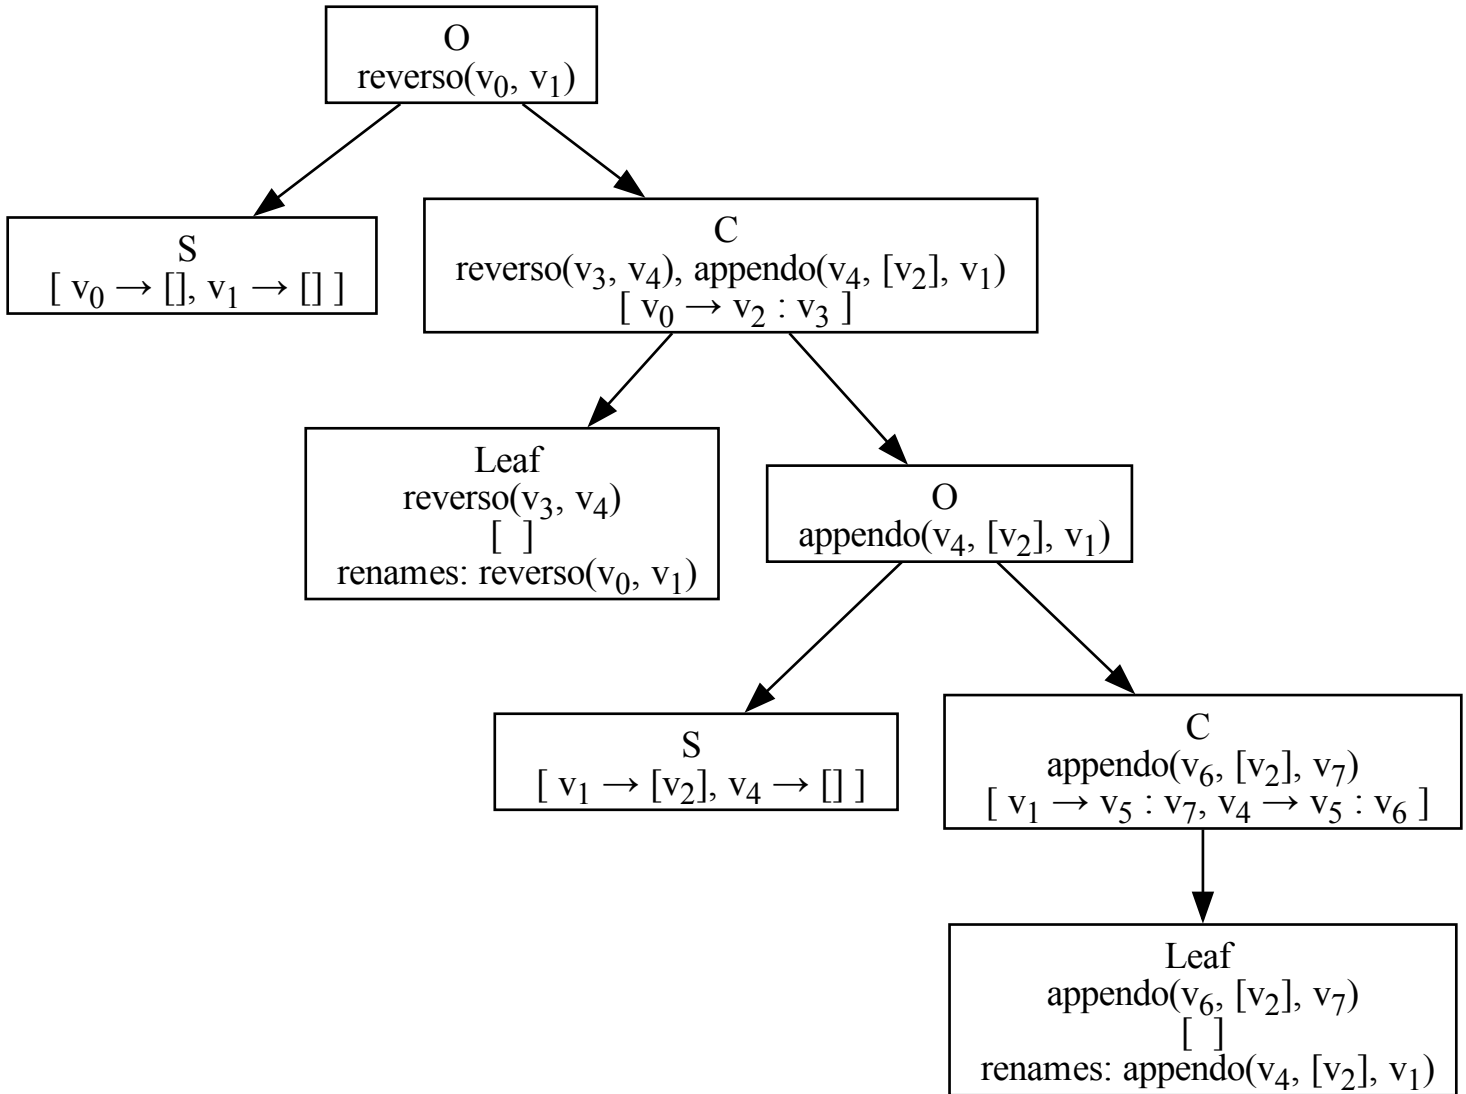 O
reverso(v₀, v₁)
S
[ v₀ → [], v₁ → [] ]
C
reverso(v₃, v₄), appendo(v₄, [v₂], v₁)
[ v₀ → v₂ : v₃ ]
Leaf
reverso(v₃, v₄)
[ ]
renames: reverso(v₀, v₁)
O
appendo(v₄, [v₂], v₁)
S
[ v₁ → [v₂], v₄ → [] ]
C
appendo(v₆, [v₂], v₇)
[ v₁ → v₅ : v₇, v₄ → v₅ : v₆ ]
Leaf
appendo(v₆, [v₂], v₇)
[ ]
renames: appendo(v₄, [v₂], v₁)